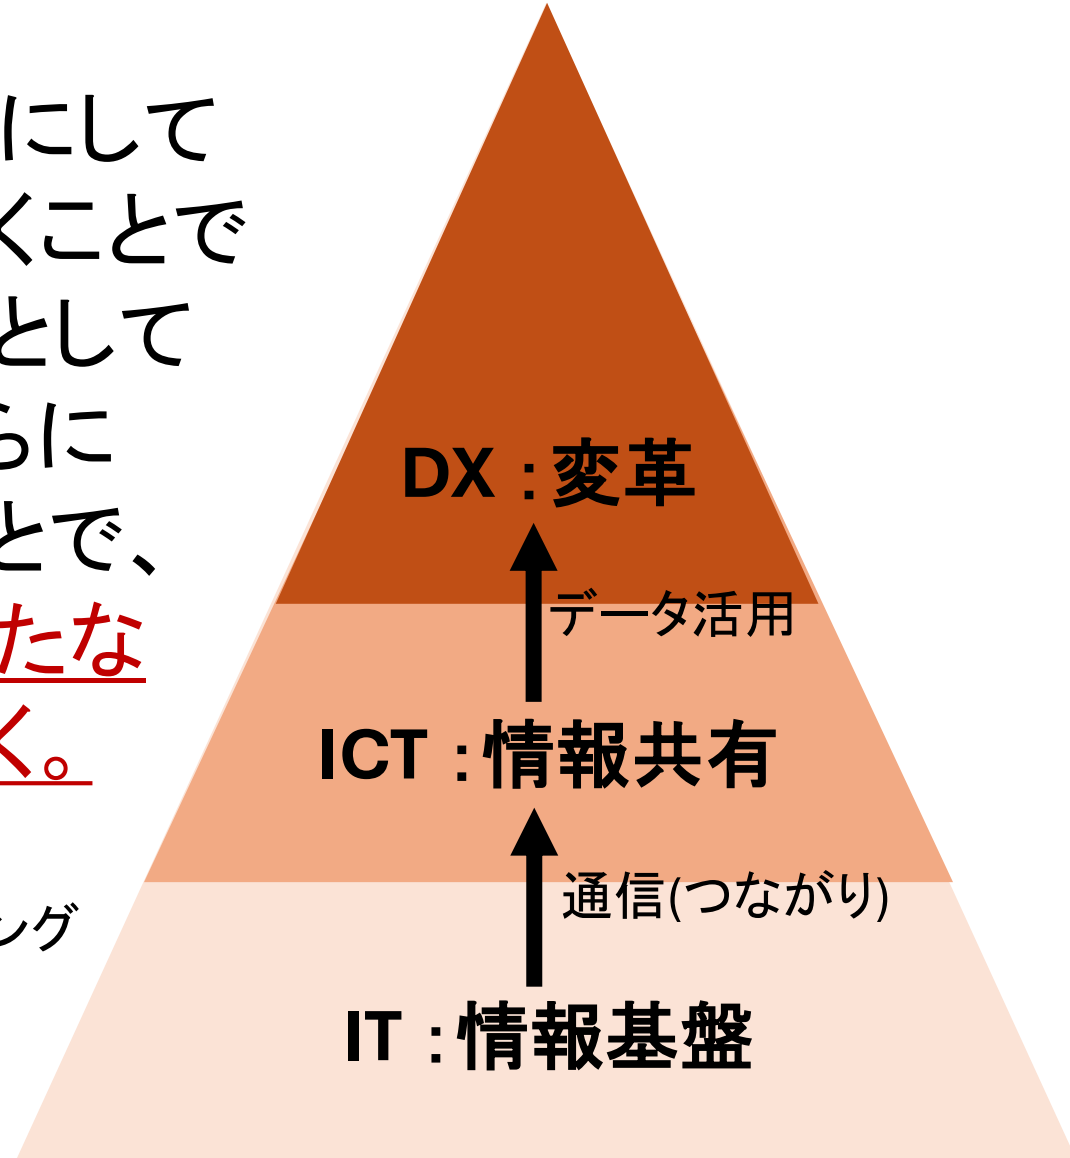 にして
くことで
として
らに
とで、
たな
く。
ング
DX：変革
データ活用
ICT：情報共有
通信(つながり)
IT：情報基盤